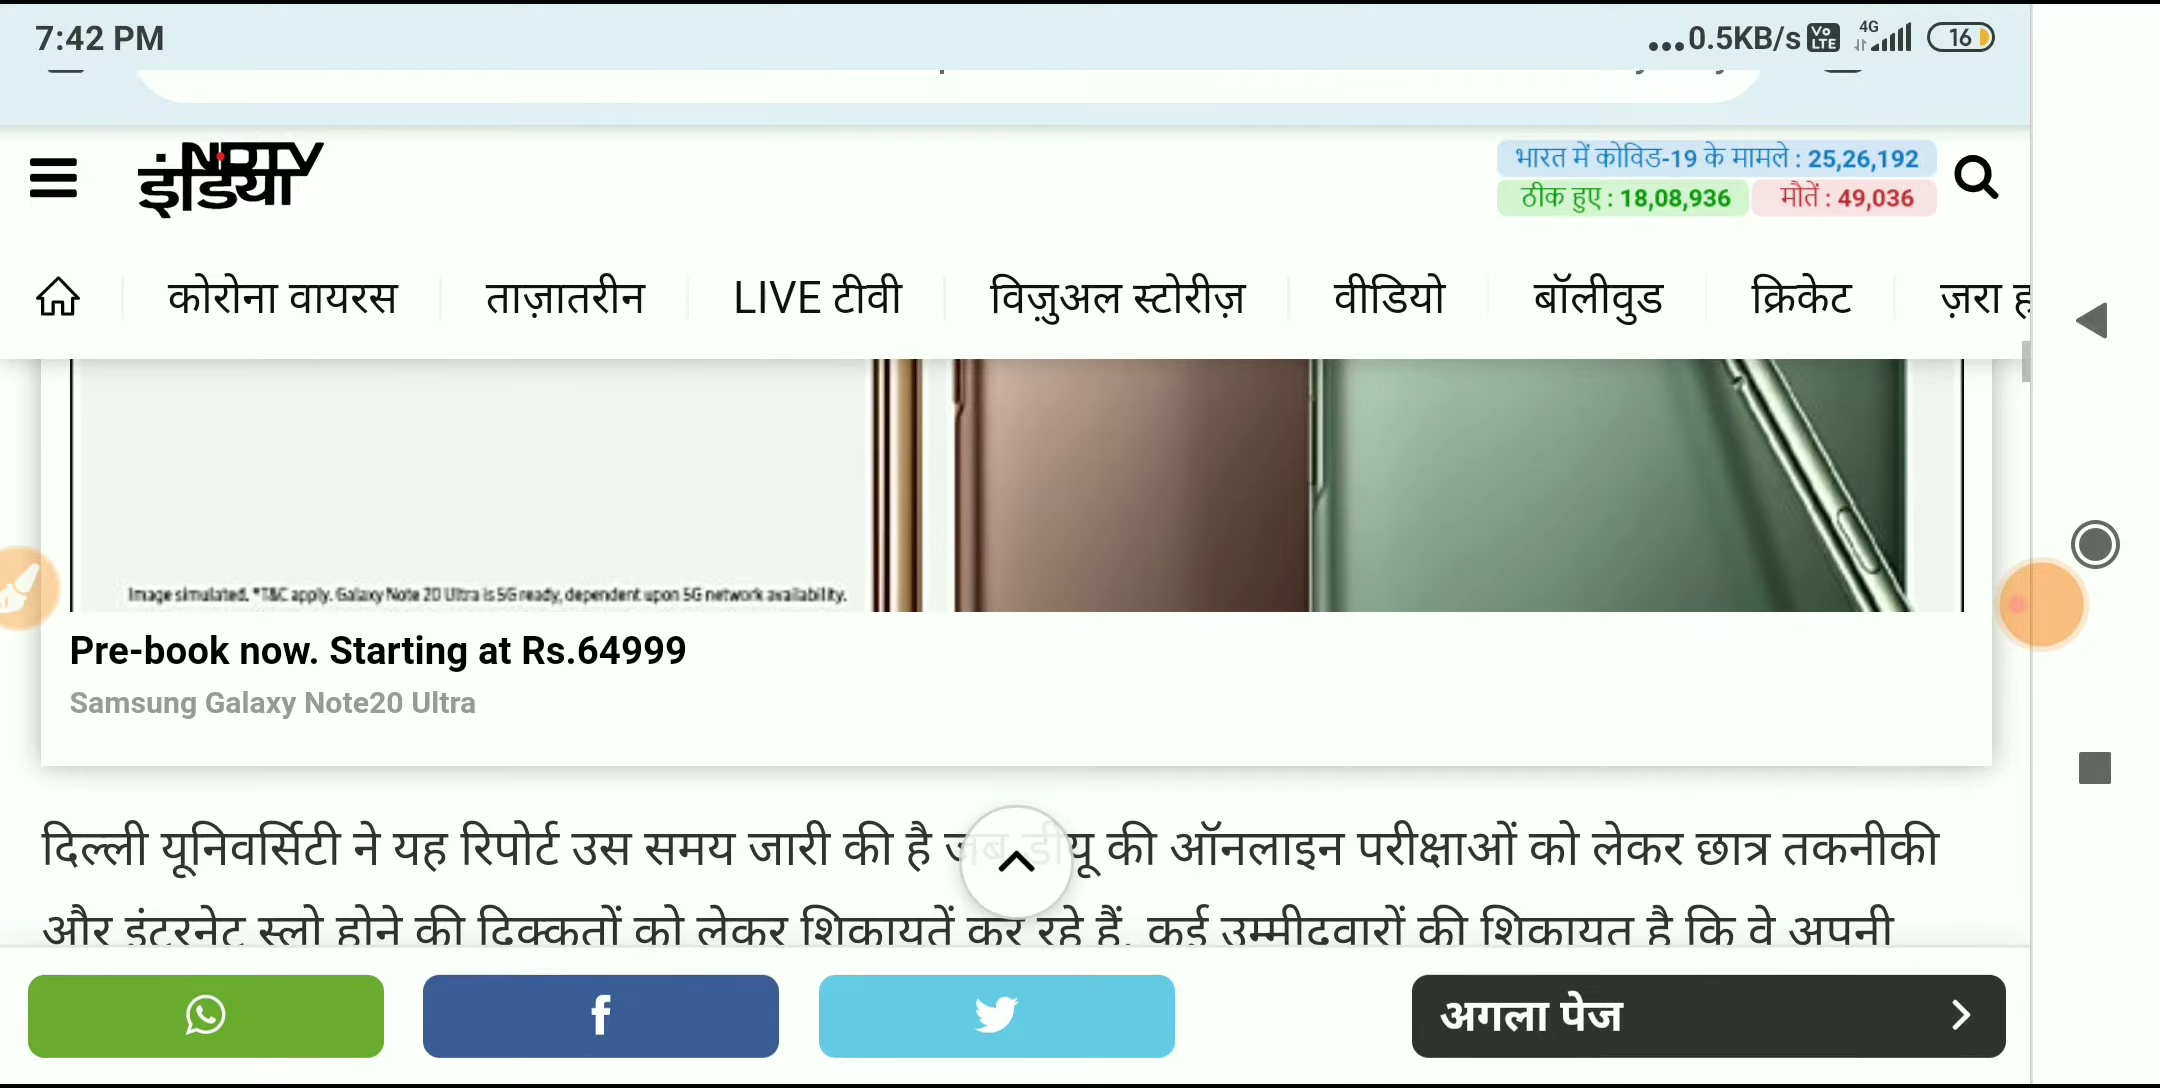 7:42 PM
...0.5KB/s Vo LTE 4G 16
NDTV
इंडिया
भारत में कोविड-19 के मामले : 25,26,192
ठीक हुए : 18,08,936 मौतें : 49,036
कोरोना वायरस ताज़ातरीन LIVE टीवी विज़ुअल स्टोरीज़ वीडियो बॉलीवुड क्रिकेट ज़रा
Image simulated. *T&C apply. Galaxy Note 20 Ultra is 5G ready, dependent upon 5G network availability.
Pre-book now. Starting at Rs.64999
Samsung Galaxy Note20 Ultra
दिल्ली यूनिवर्सिटी ने यह रिपोर्ट उस समय जारी की है जब डीयू की ऑनलाइन परीक्षाओं को लेकर छात्र तकनीकी
और इंटरनेट स्लो होने की दिक्कतों को लेकर शिकायतें कर रहे हैं. कई उम्मीदवारों की शिकायत है कि वे अपनी
अगला पेज